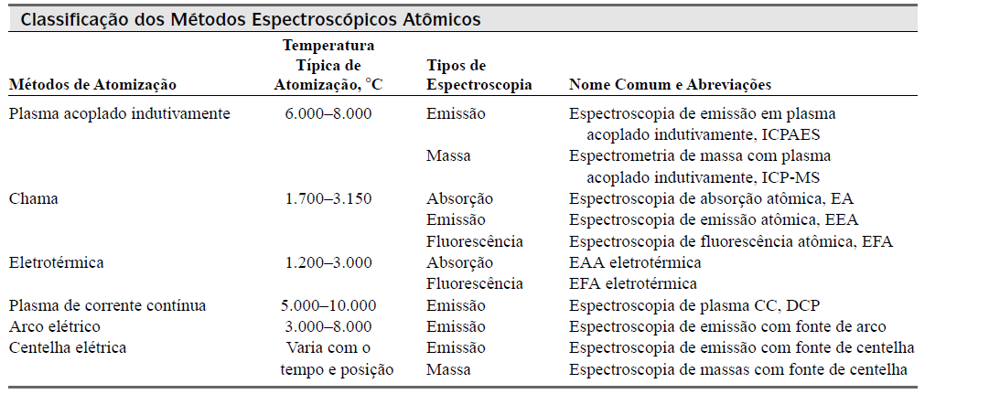 Classificação dos Métodos Espectroscópicos Atômicos
Temperatura
Típica de Tipos de
Métodos de Atomização Atomização, °C Espectroscopia Nome Comum e Abreviações
Plasma acoplado indutivamente 6.000–8.000 Emissão Espectroscopia de emissão em plasma
acoplado indutivamente, ICPAES
Massa Espectrometria de massa com plasma
acoplado indutivamente, ICP-MS
Chama 1.700–3.150 Absorção Espectroscopia de absorção atômica, EA
Emissão Espectroscopia de emissão atômica, EEA
Fluorescência Espectroscopia de fluorescência atômica, EFA
Eletrotérmica 1.200–3.000 Absorção EAA eletrotérmica
Fluorescência EFA eletrotérmica
Plasma de corrente contínua 5.000–10.000 Emissão Espectroscopia de plasma CC, DCP
Arco elétrico 3.000–8.000 Emissão Espectroscopia de emissão com fonte de arco
Centelha elétrica Varia com o Emissão Espectroscopia de emissão com fonte de centelha
tempo e posição Massa Espectroscopia de massas com fonte de centelha